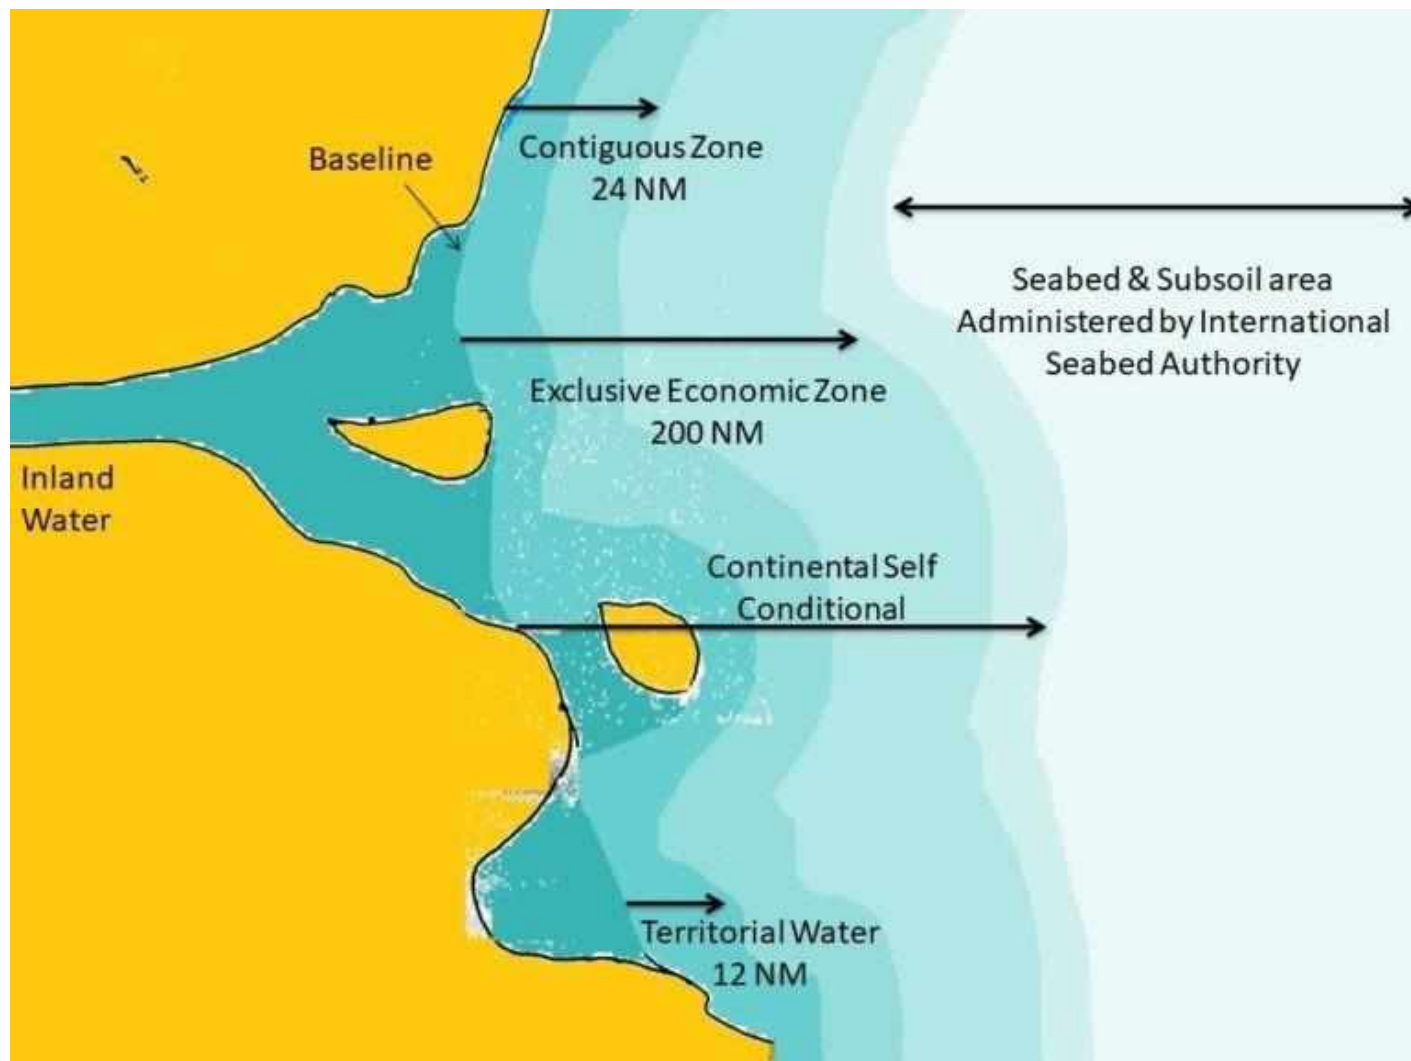 Baseline
Contiguous Zone
24 NM
Seabed & Subsoil area
Administered by International
Seabed Authority
Exclusive Economic Zone
200 NM
Inland
Water
Continental Self
Conditional
Territorial Water
12 NM